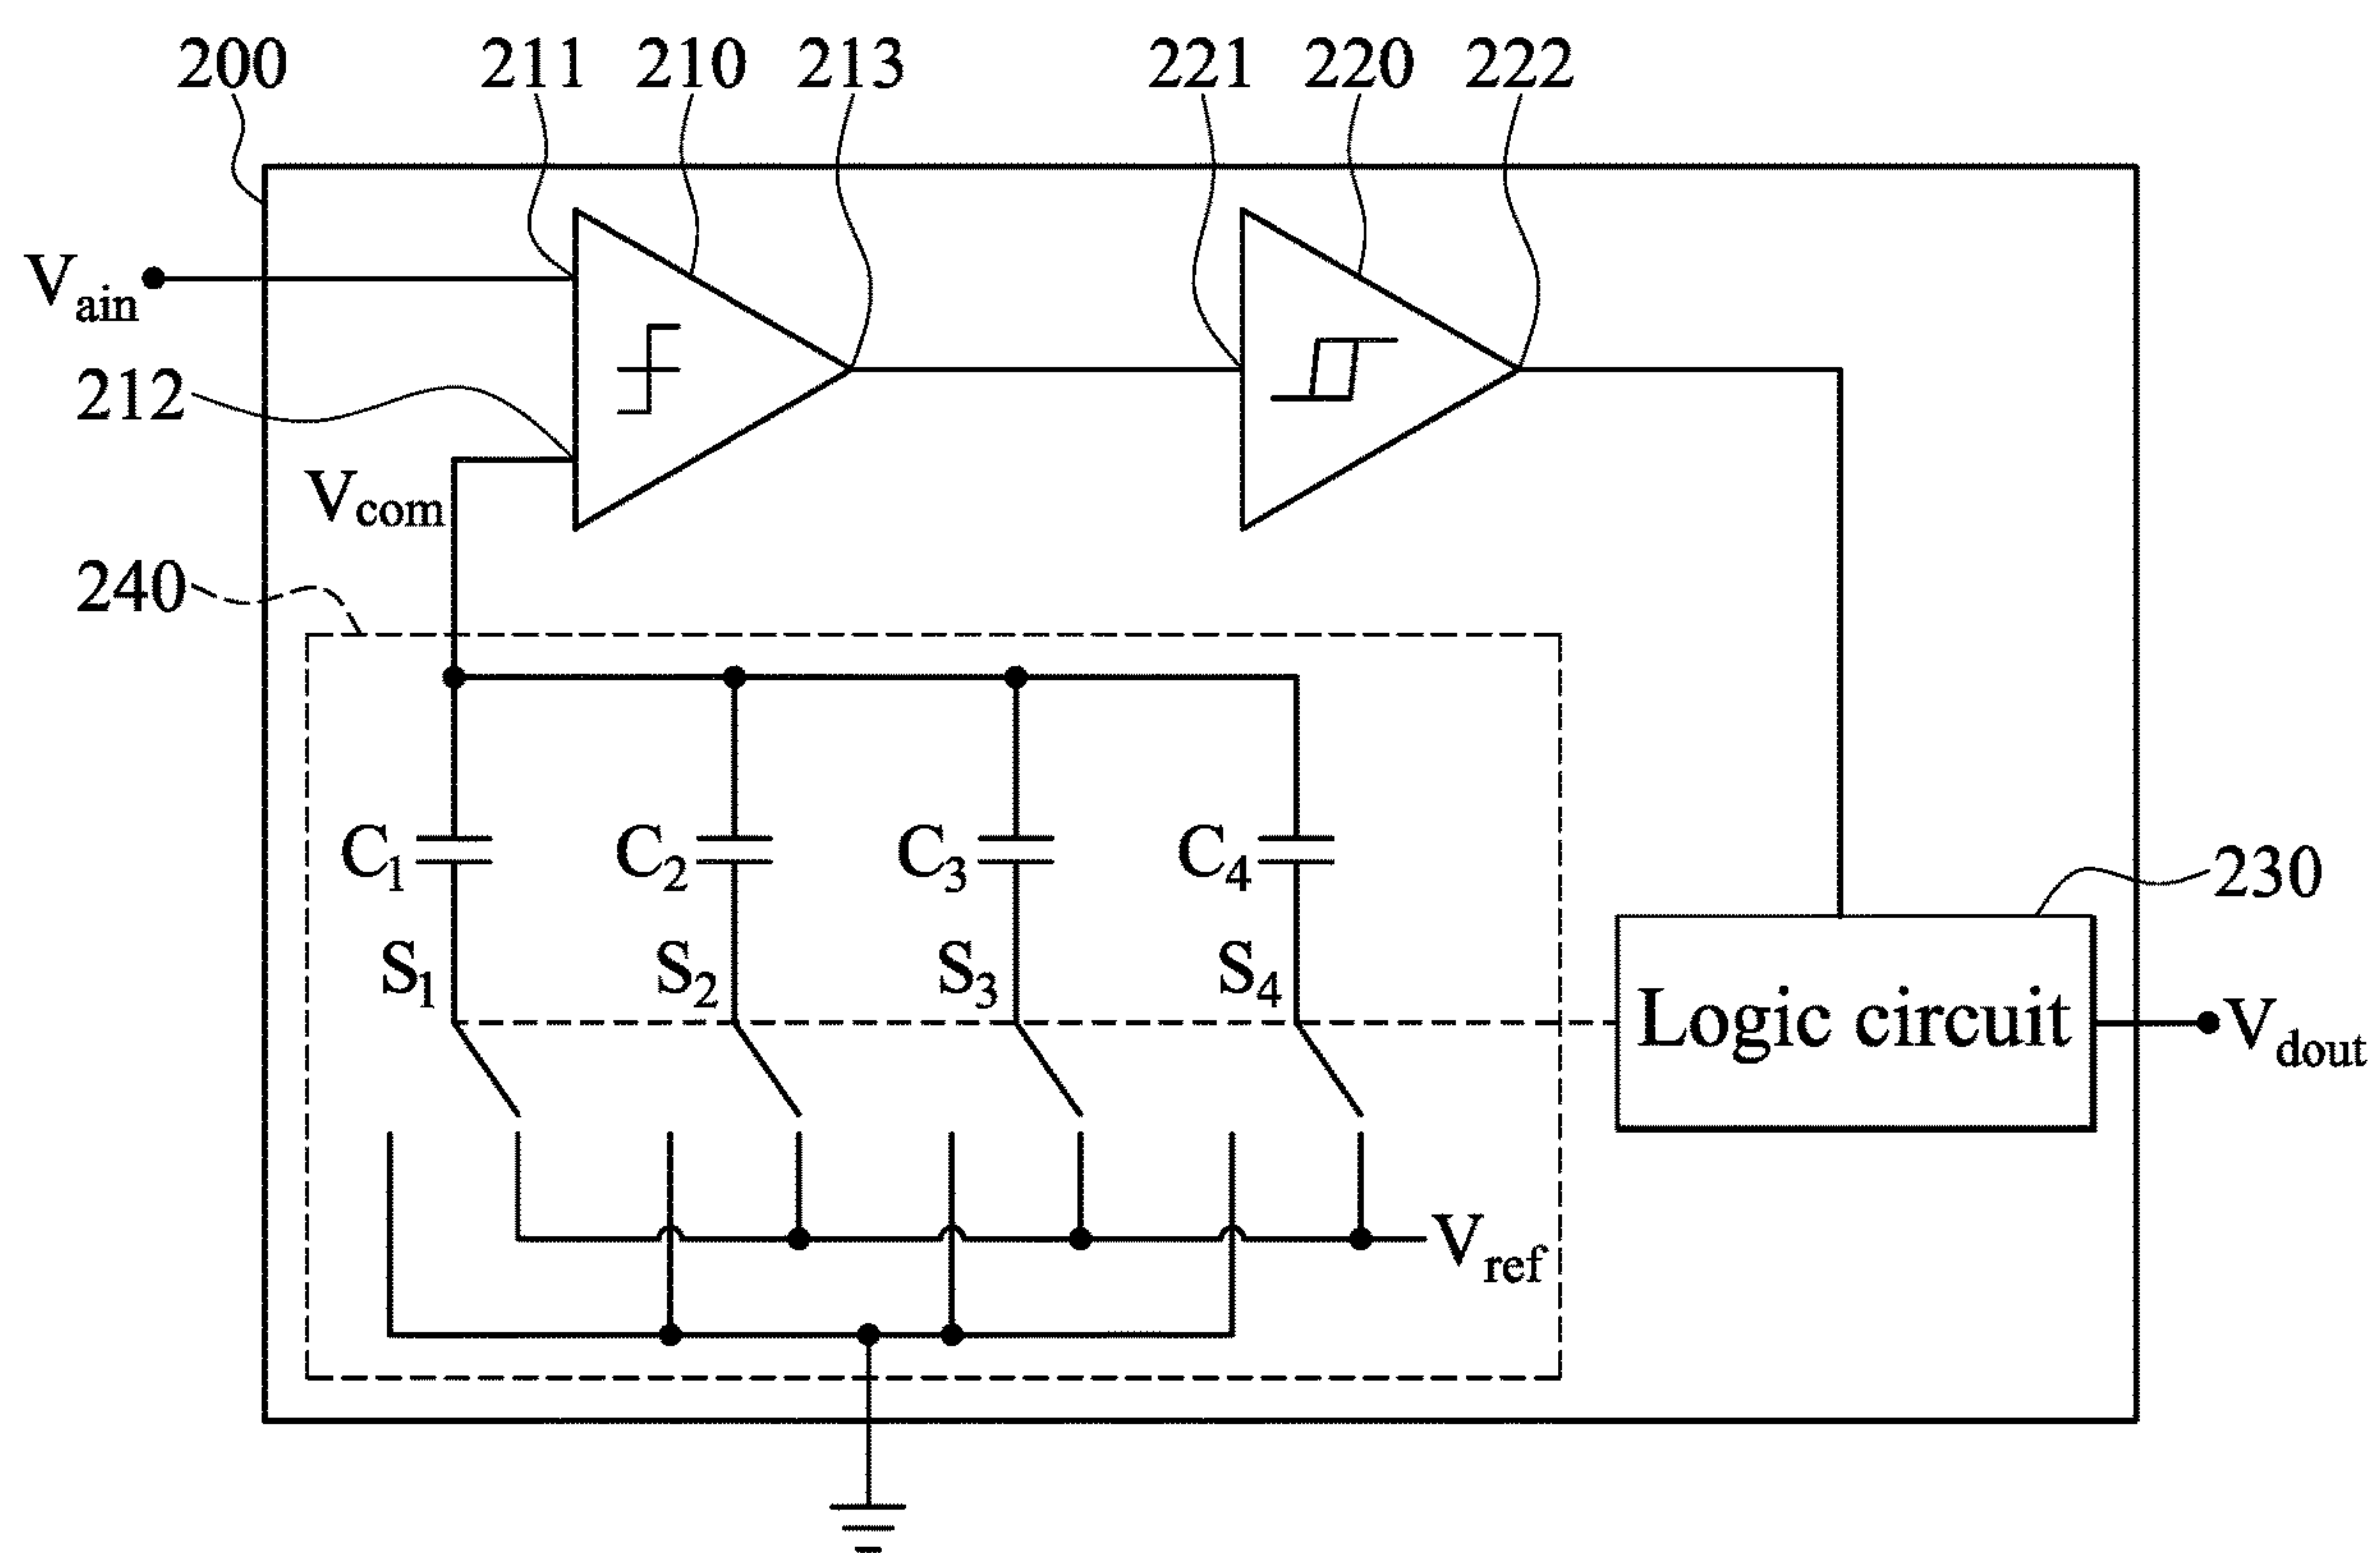 200 211 210 213 221 220 222
Vain
212
Vcom
240
C1 C2 C3 C4
230
S1 S2 S3 S4
Logic circuit
Vdout
Vref